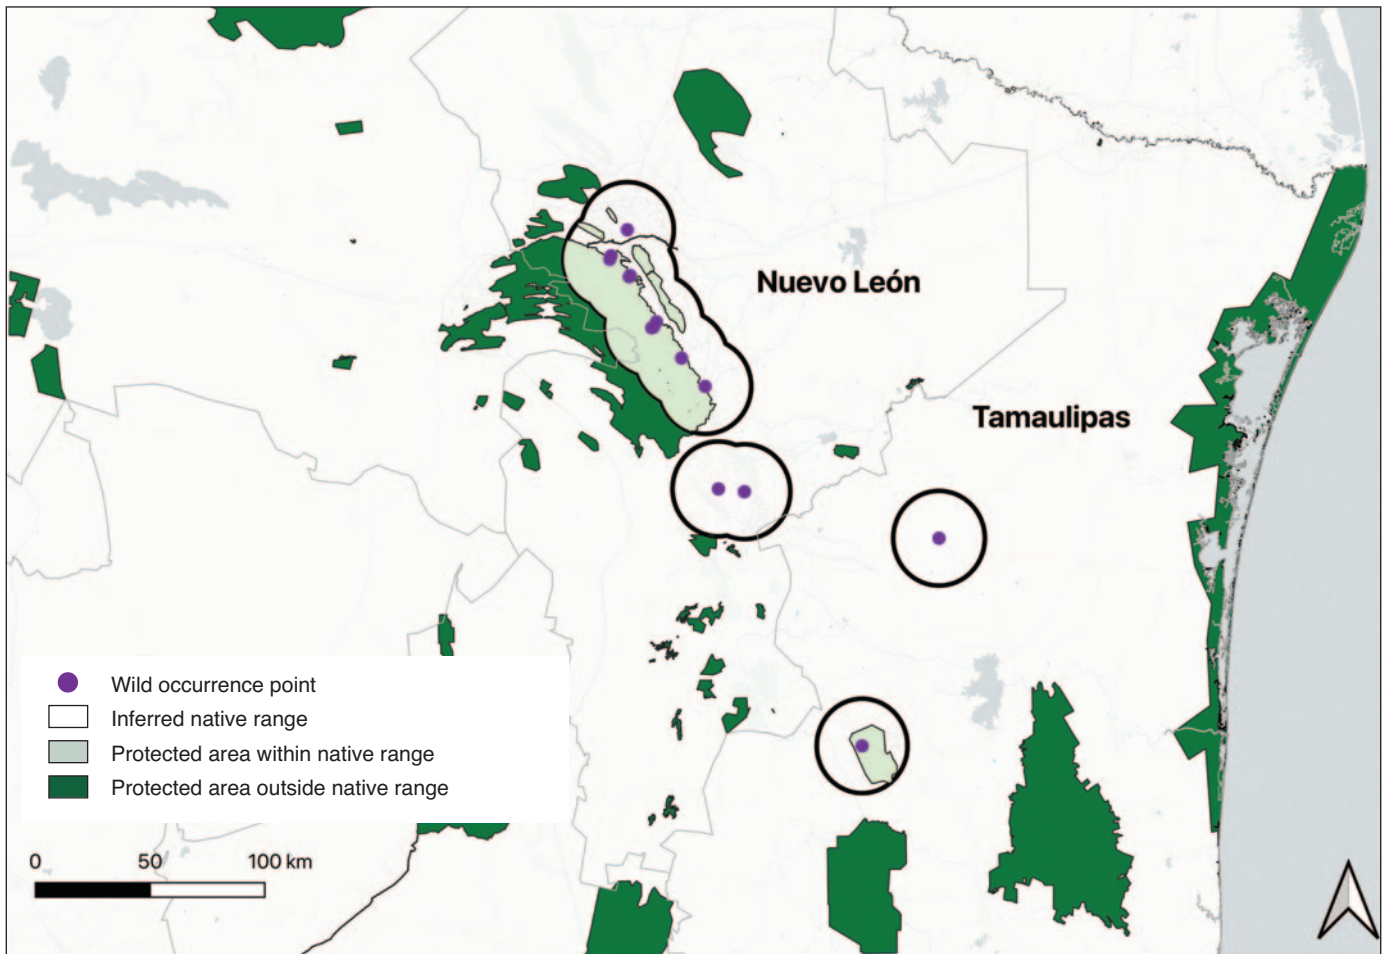 Nuevo León
Tamaulipas
Wild occurrence point
Inferred native range
Protected area within native range
Protected area outside native range
0 50 100 km